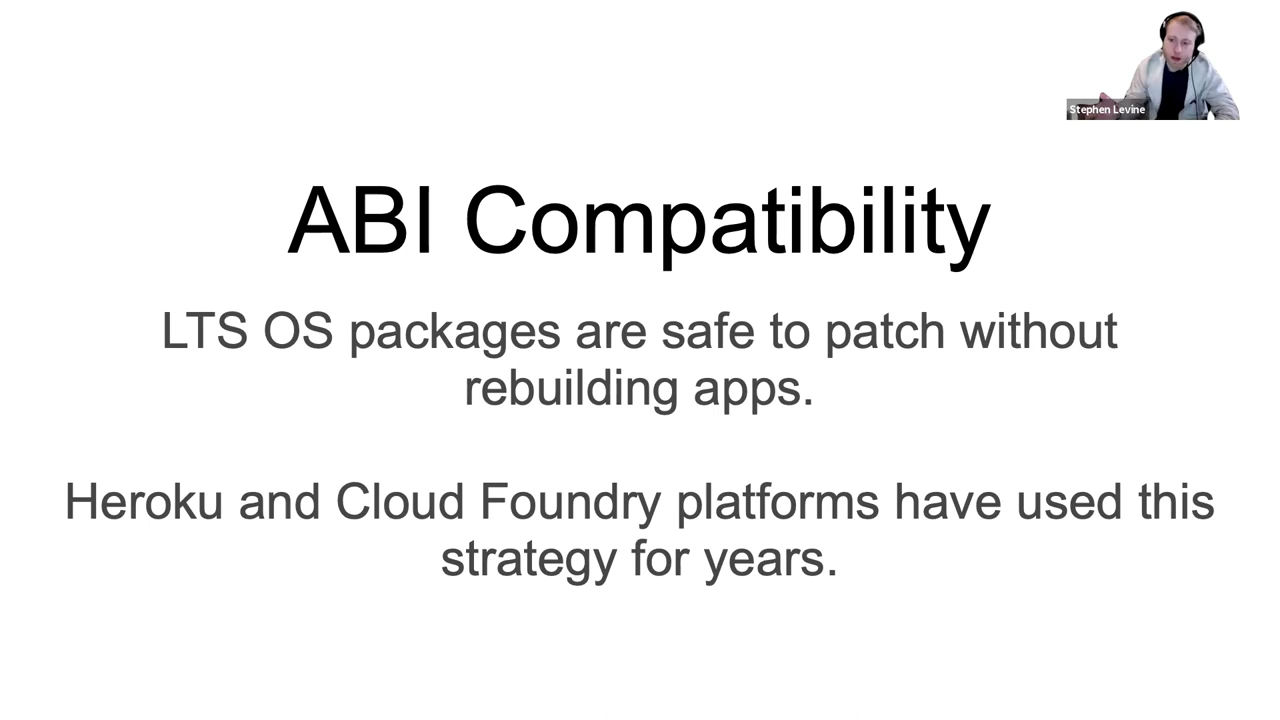 Stephen Levine
ABI Compatibility
LTS OS packages are safe to patch without
rebuilding apps.
Heroku and Cloud Foundry platforms have used this
strategy for years.